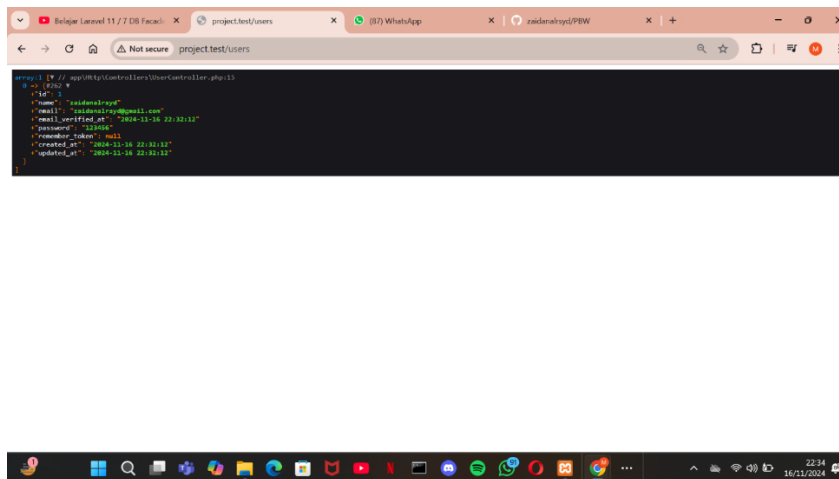 Belajar Laravel 11 / 7 DB Facade
project.test/users
(87) WhatsApp
zaidanalrsyd/PBW
Not secure
project.test/users
array:1 [▼ // app\Http\Controllers\UserController.php:15
0 => {#262 ▼
+"id": 1
+"name": "zaidanalrsyd"
+"email": "zaidanalrsyd@gmail.com"
+"email_verified_at": "2024-11-16 22:32:12"
+"password": "123456"
+"remember_token": null
+"created_at": "2024-11-16 22:32:12"
+"updated_at": "2024-11-16 22:32:12"
}
]
1
91
22:34
16/11/2024